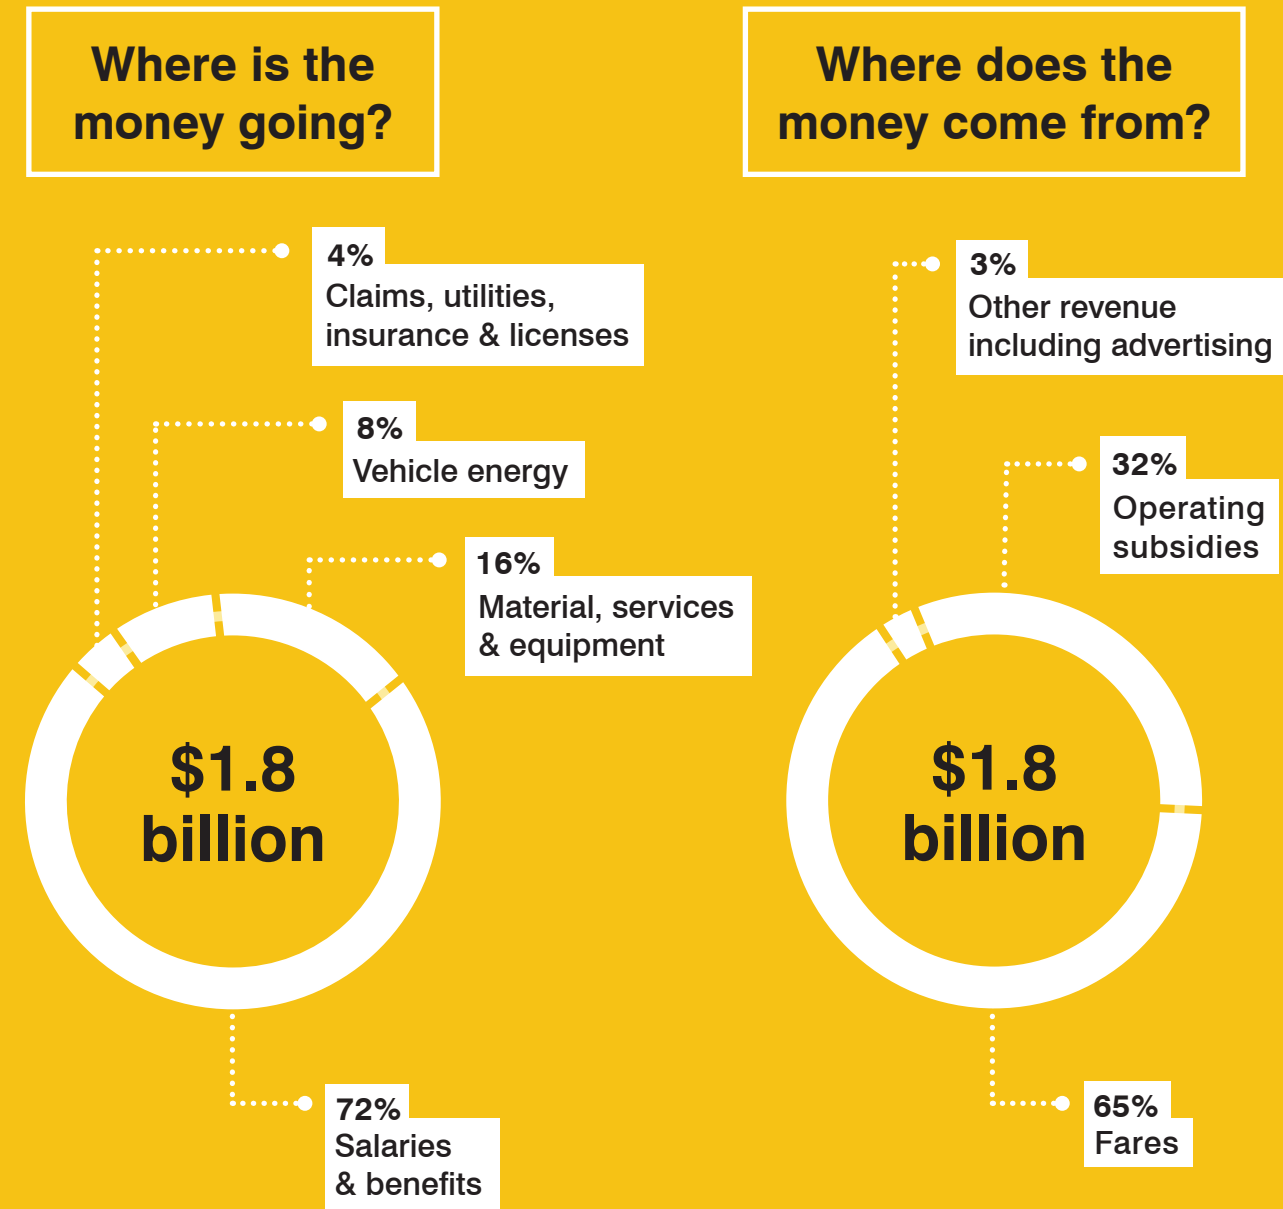 Where is the
money going?
4%
Claims, utilities,
insurance & licenses
8%
Vehicle energy
16%
Material, services
& equipment
$1.8
billion
72%
Salaries
& benefits
Where does the
money come from?
3%
Other revenue
including advertising
32%
Operating
subsidies
$1.8
billion
65%
Fares